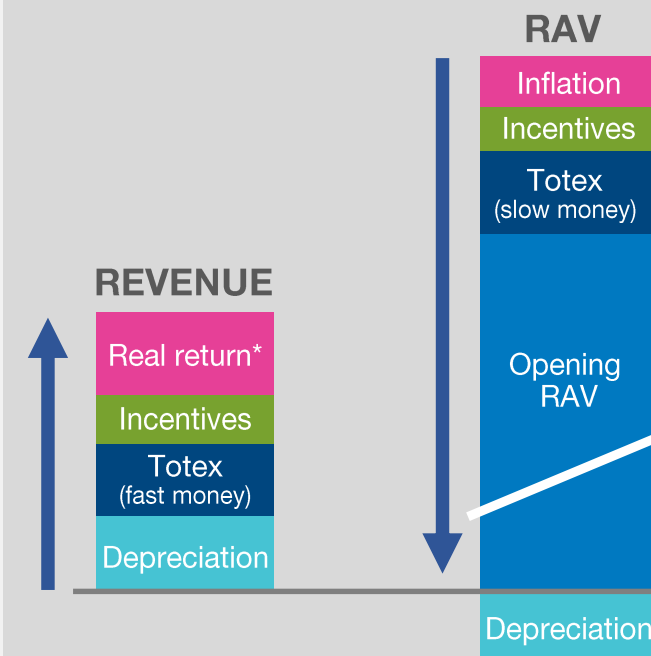 REVENUE
Real return*
Incentives
Totex
(fast money)
Depreciation
RAV
Inflation
Incentives
Totex
(slow money)
Opening
RAV
Depreciation